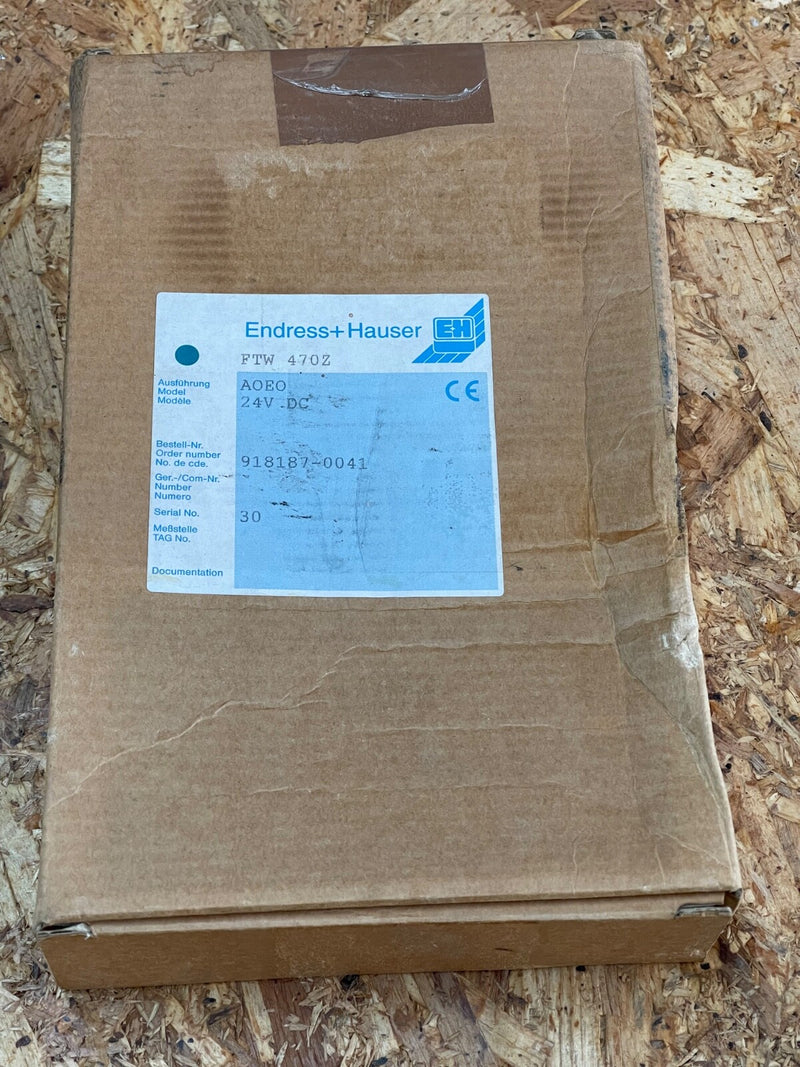 Endress+Hauser EH
FTW 470Z
Ausführung
Model
Modèle
AOEO
24V DC
CE
Bestell-Nr.
Order number
No. de cde.
918187-0041
Ger.-/Com-Nr.
Number
Numero
Serial No.
30
Meßstelle
TAG No.
Documentation